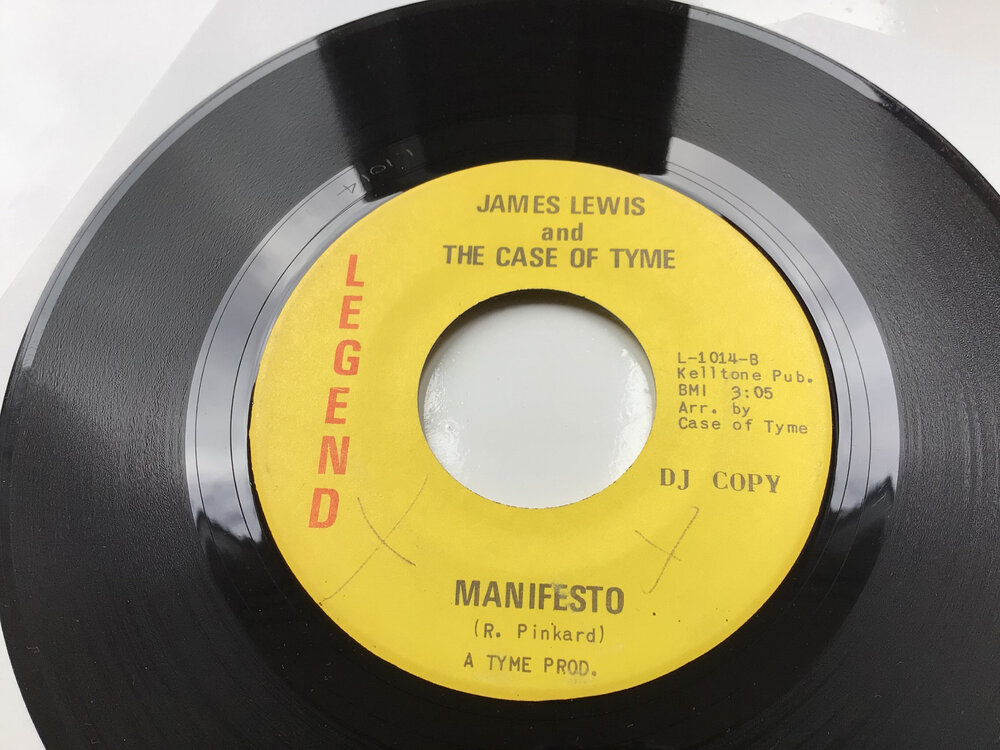 JAMES LEWIS
and
THE CASE OF TYME
LEGEND
L-1014-B
Kelltone Pub.
BMI 3:05
Arr. by
Case of Tyme
DJ COPY
MANIFESTO
(R. Pinkard)
A TYME PROD.